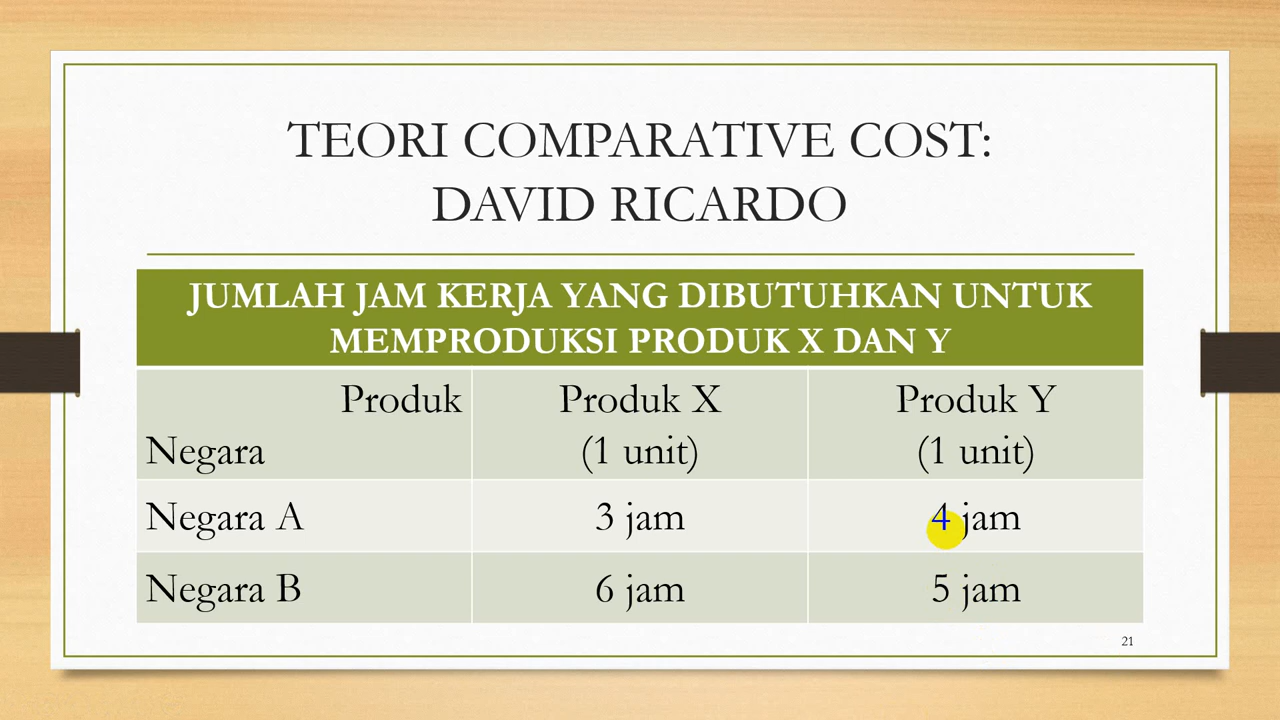 TEORI COMPARATIVE COST:
DAVID RICARDO
JUMLAH JAM KERJA YANG DIBUTUHKAN UNTUK
MEMPRODUKSI PRODUK X DAN Y
Produk
Negara
Produk X
(1 unit)
Produk Y
(1 unit)
Negara A
3 jam
4 jam
Negara B
6 jam
5 jam
21